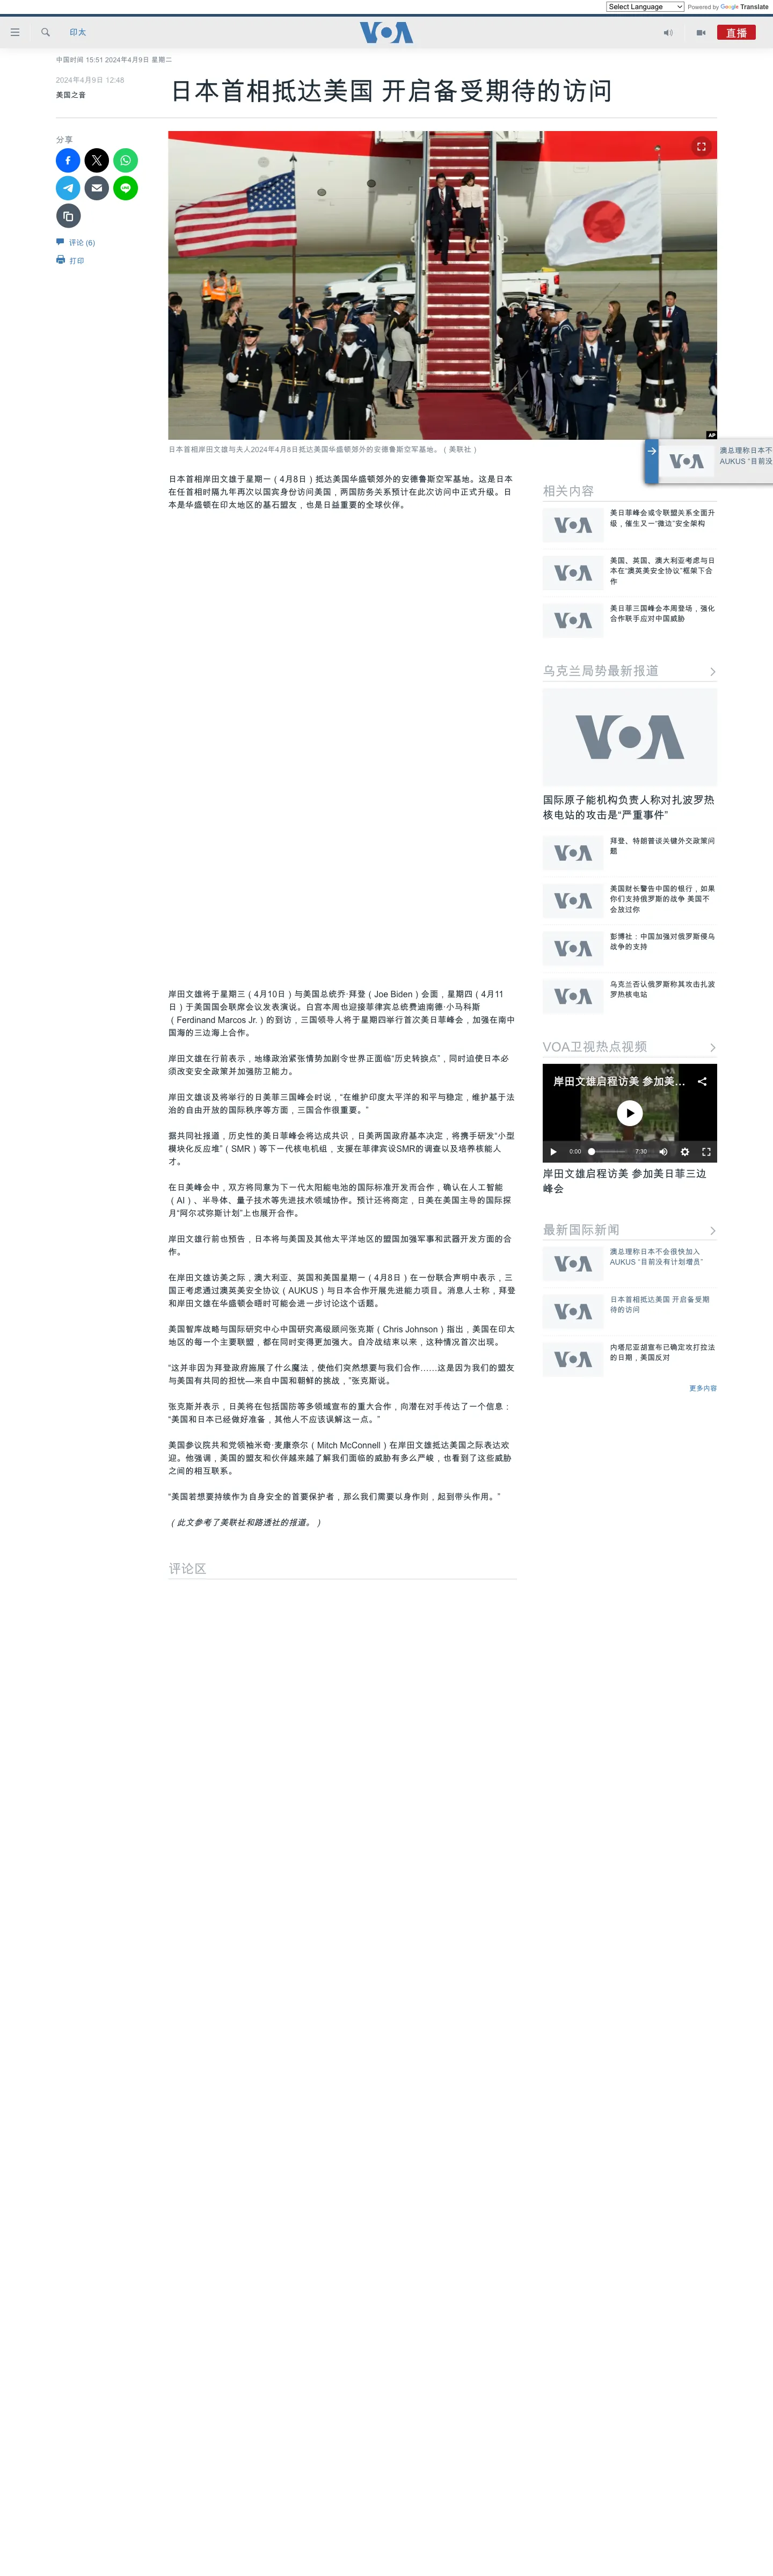 Select Language
Powered by Google Translate
印太
VOA
直播
中国时间 15:51 2024年4月9日 星期二
2024年4月9日 12:48
美国之音
日本首相抵达美国 开启备受期待的访问
分享
评论 (6)
打印
AP
日本首相岸田文雄与夫人2024年4月8日抵达美国华盛顿郊外的安德鲁斯空军基地。（美联社）
日本首相岸田文雄于星期一（4月8日）抵达美国华盛顿郊外的安德鲁斯空军基地。这是日本
在任首相时隔九年再次以国宾身份访问美国，两国防务关系预计在此次访问中正式升级。日
本是华盛顿在印太地区的基石盟友，也是日益重要的全球伙伴。
岸田文雄将于星期三（4月10日）与美国总统乔·拜登（Joe Biden）会面，星期四（4月11
日）于美国国会联席会议发表演说。白宫本周也迎接菲律宾总统费迪南德·小马科斯
（Ferdinand Marcos Jr.）的到访，三国领导人将于星期四举行首次美日菲峰会，加强在南中
国海的三边海上合作。
岸田文雄在行前表示，地缘政治紧张情势加剧令世界正面临“历史转换点”，同时迫使日本必
须改变安全政策并加强防卫能力。
岸田文雄谈及将举行的日美菲三国峰会时说，“在维护印度太平洋的和平与稳定，维护基于法
治的自由开放的国际秩序等方面，三国合作很重要。”
据共同社报道，历史性的美日菲峰会将达成共识，日美两国政府基本决定，将携手研发“小型
模块化反应堆”（SMR）等下一代核电机组，支援在菲律宾设SMR的调查以及培养核能人
才。
在日美峰会中，双方将同意为下一代太阳能电池的国际标准开发而合作，确认在人工智能
（AI）、半导体、量子技术等先进技术领域协作。预计还将商定，日美在美国主导的国际探
月“阿尔忒弥斯计划”上也展开合作。
岸田文雄行前也预告，日本将与美国及其他太平洋地区的盟国加强军事和武器开发方面的合
作。
在岸田文雄访美之际，澳大利亚、英国和美国星期一（4月8日）在一份联合声明中表示，三
国正考虑通过澳英美安全协议（AUKUS）与日本合作开展先进能力项目。消息人士称，拜登
和岸田文雄在华盛顿会晤时可能会进一步讨论这个话题。
美国智库战略与国际研究中心中国研究高级顾问张克斯（Chris Johnson）指出，美国在印太
地区的每一个主要联盟，都在同时变得更加强大。自冷战结束以来，这种情况首次出现。
“这并非因为拜登政府施展了什么魔法，使他们突然想要与我们合作……这是因为我们的盟友
与美国有共同的担忧—来自中国和朝鲜的挑战，”张克斯说。
张克斯并表示，日美将在包括国防等多领域宣布的重大合作，向潜在对手传达了一个信息：
“美国和日本已经做好准备，其他人不应该误解这一点。”
美国参议院共和党领袖米奇·麦康奈尔（Mitch McConnell）在岸田文雄抵达美国之际表达欢
迎。他强调，美国的盟友和伙伴越来越了解我们面临的威胁有多么严峻，也看到了这些威胁
之间的相互联系。
“美国若想要持续作为自身安全的首要保护者，那么我们需要以身作则，起到带头作用。”
（此文参考了美联社和路透社的报道。）
评论区
VOA
澳总理称日本不
AUKUS “目前没
相关内容
VOA
美日菲峰会或令联盟关系全面升
级，催生又一“微边”安全架构
VOA
美国、英国、澳大利亚考虑与日
本在“澳英美安全协议”框架下合
作
VOA
美日菲三国峰会本周登场，强化
合作联手应对中国威胁
乌克兰局势最新报道
VOA
国际原子能机构负责人称对扎波罗热
核电站的攻击是“严重事件”
VOA
拜登、特朗普谈关键外交政策问
题
VOA
美国财长警告中国的银行，如果
你们支持俄罗斯的战争 美国不
会放过你
VOA
彭博社：中国加强对俄罗斯侵乌
战争的支持
VOA
乌克兰否认俄罗斯称其攻击扎波
罗热核电站
VOA卫视热点视频
VOA
岸田文雄启程访美 参加美...
0:00
7:30
岸田文雄启程访美 参加日菲三边
峰会
最新国际新闻
VOA
澳总理称日本不会很快加入
AUKUS “目前没有计划增员”
VOA
日本首相抵达美国 开启备受期
待的访问
VOA
内塔尼亚胡宣布已确定攻打拉法
的日期，美国反对
更多内容